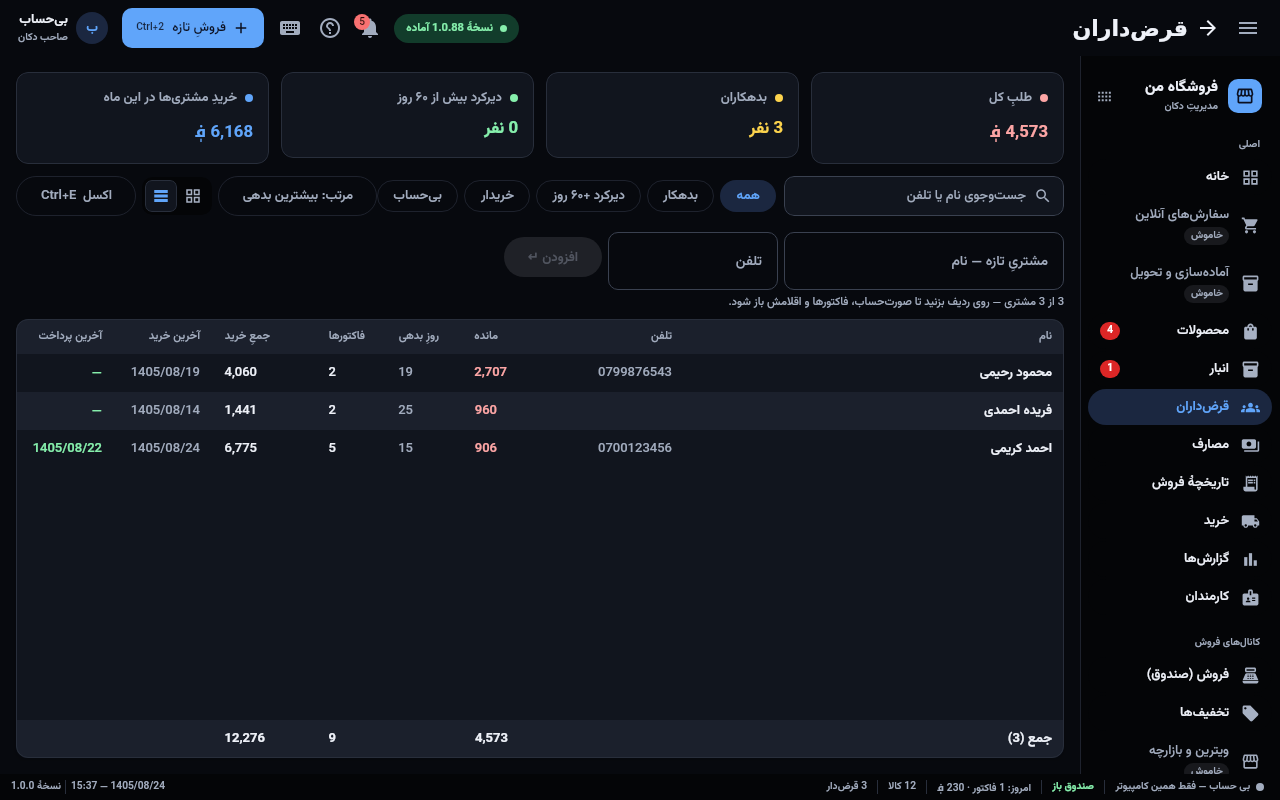 قرض‌داران
نسخهٔ 1.0.88 آماده
5
فروش تازه Ctrl+2
ب
بی‌حساب
صاحب دکان
فروشگاه من
مدیریت دکان
اصلی
خانه
سفارش‌های آنلاین
خاموش
آماده‌سازی و تحویل
خاموش
محصولات 4
انبار 1
قرض‌داران
مصارف
تاریخچهٔ فروش
خرید
گزارش‌ها
کارمندان
کانال‌های فروش
فروش (صندوق)
تخفیف‌ها
ویترین و بازارچه
خاموش
طلبِ کل
4,573 ؋
بدهکاران
3 نفر
دیرکرد بیش از ۶۰ روز
0 نفر
خریدِ مشتری‌ها در این ماه
6,168 ؋
جست‌وجوی نام یا تلفن
همه
بدهکار
دیرکرد +۶۰ روز
خریدار
بی‌حساب
مرتب: بیشترین بدهی
اکسل Ctrl+E
مشتریِ تازه — نام
تلفن
افزودن ↵
3 از 3 مشتری — روی ردیف بزنید تا صورت‌حساب، فاکتورها و اقلامش باز شود.
نام تلفن مانده روزِ بدهی فاکتورها جمع خرید آخرین خرید آخرین پرداخت
محمود رحیمی 0799876543 2,707 19 2 4,060 1405/08/19 —
فریده احمدی 960 25 2 1,441 1405/08/14 —
احمد کریمی 0700123456 906 15 5 6,775 1405/08/24 1405/08/22
جمع (3) 4,573 9 12,276
بی حساب — فقط همین کامپیوتر
صندوق باز
امروز: 1 فاکتور · 230 ؋
12 کالا
3 قرض‌دار
1405/08/24 — 15:37
نسخهٔ 1.0.0